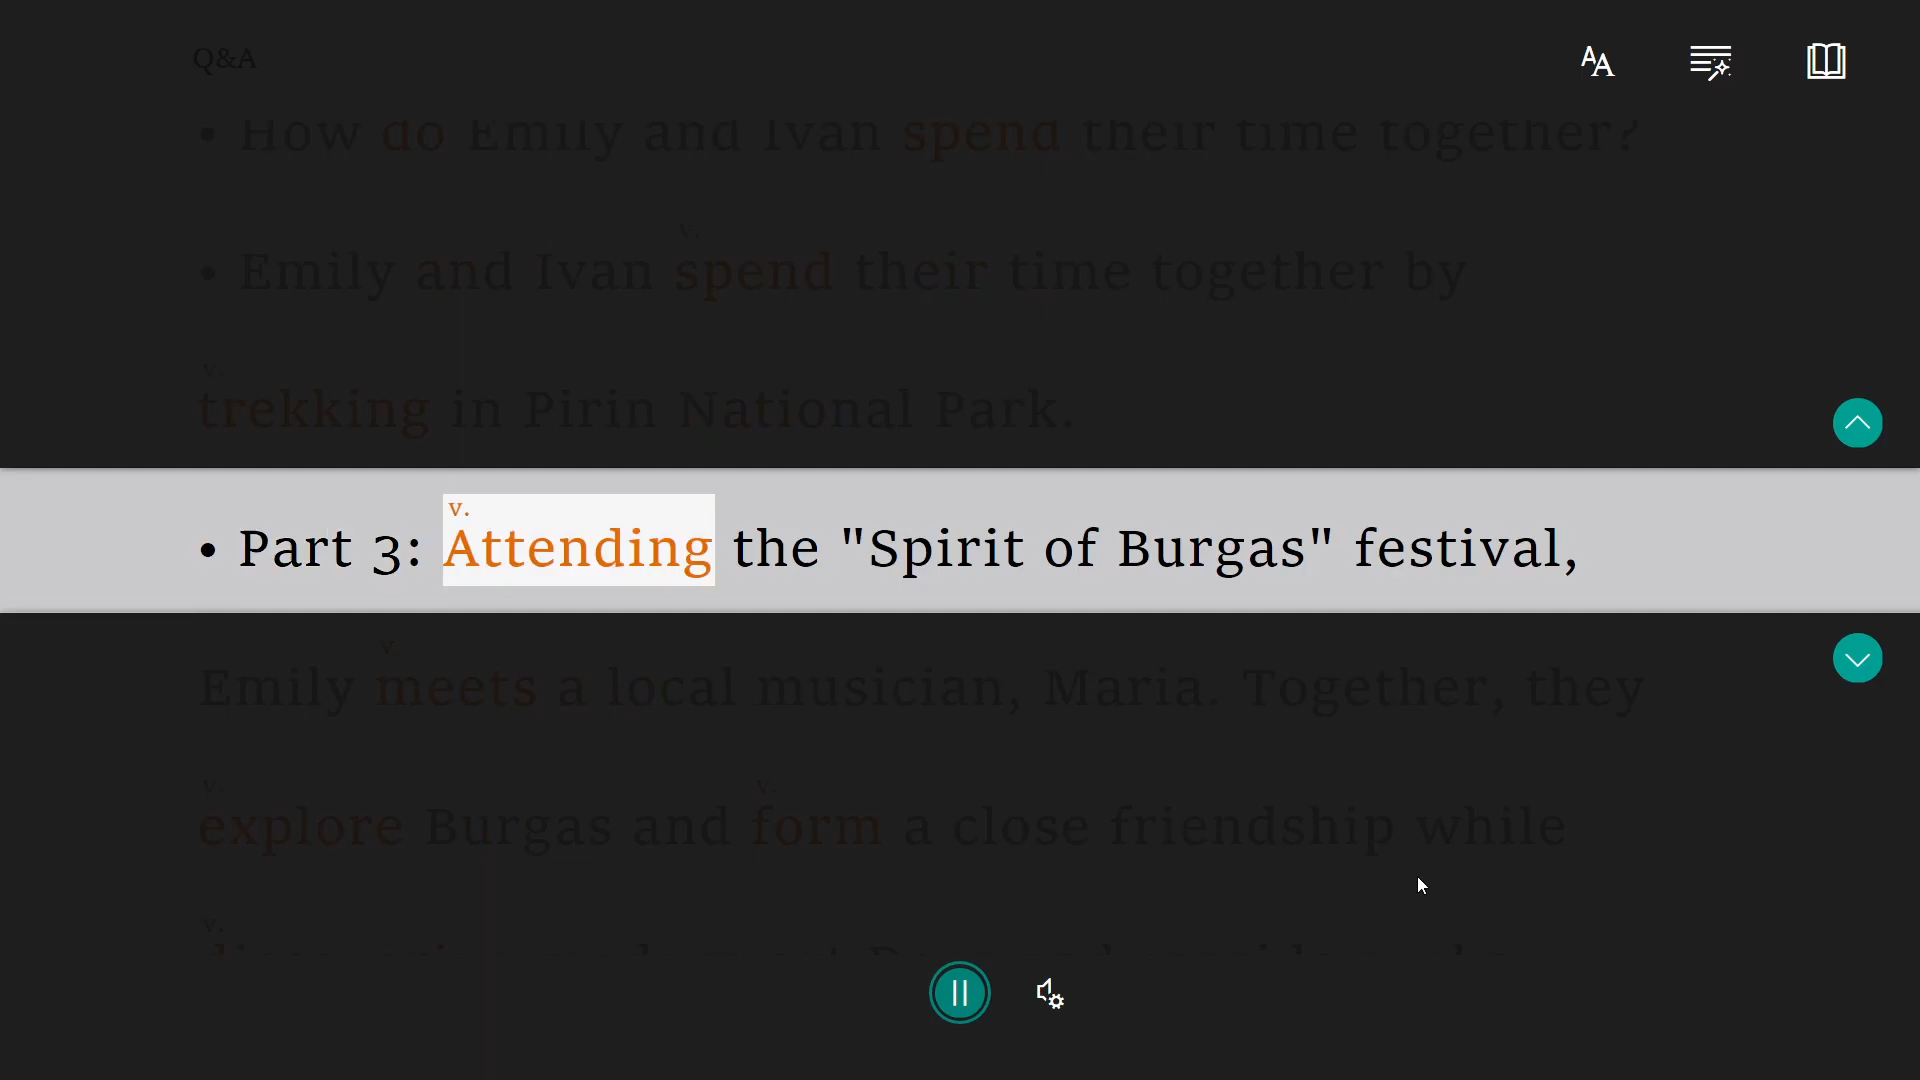 Q&A
• How do Emily and Ivan spend their time together?
v.
• Emily and Ivan spend their time together by
v.
trekking in Pirin National Park.
v.
• Part 3: Attending the "Spirit of Burgas" festival,
v.
Emily meets a local musician, Maria. Together, they
v. v.
explore Burgas and form a close friendship while
v.